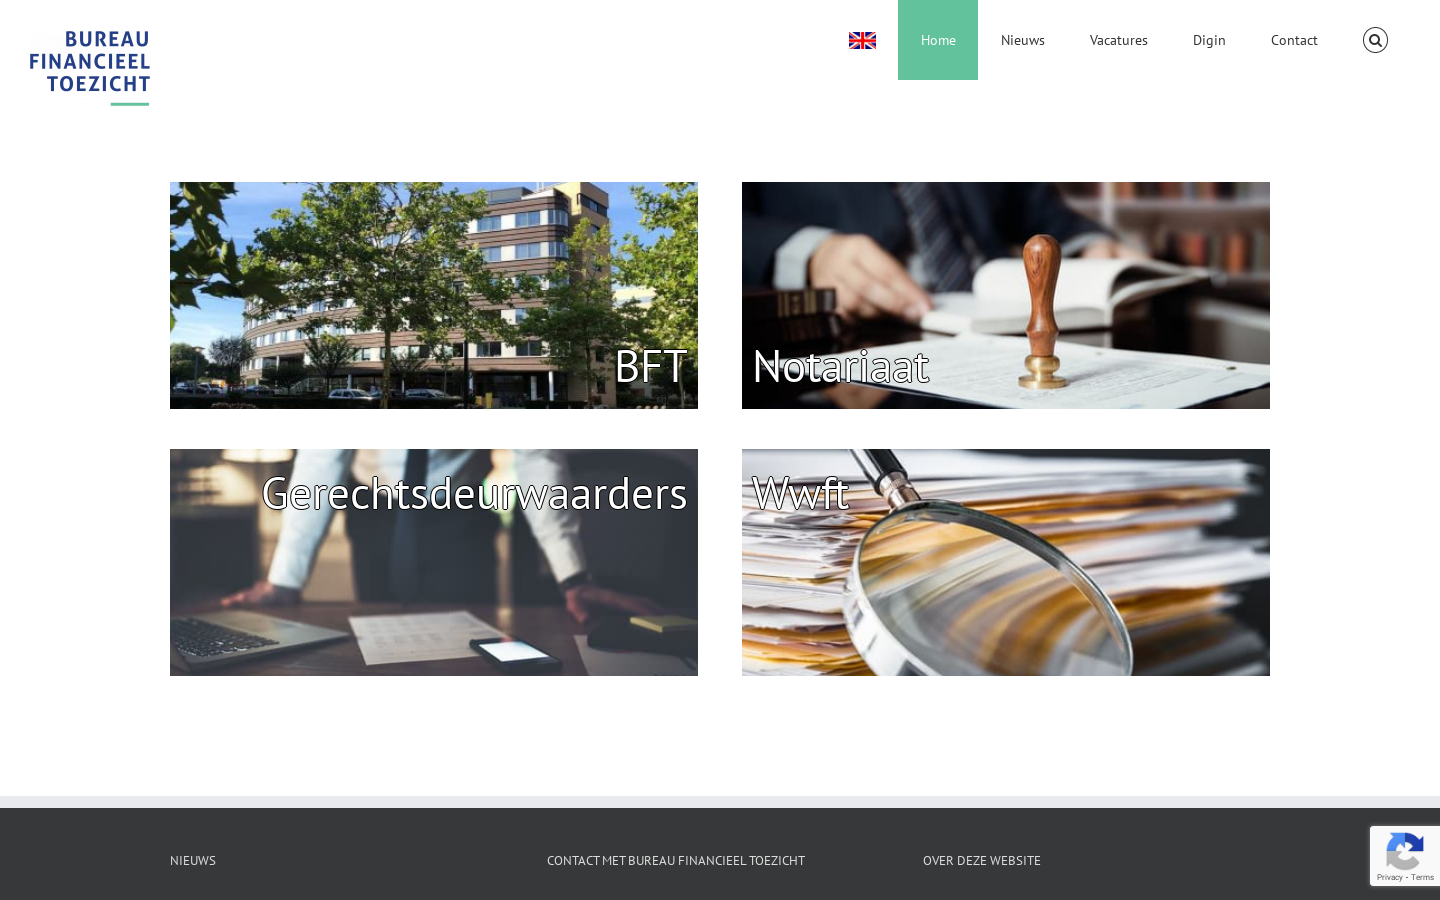 BUREAU
FINANCIEEL
TOEZICHT
Home
Nieuws
Vacatures
Digin
Contact
BFT
Notariaat
Gerechtsdeurwaarders
Wwft
NIEUWS
CONTACT MET BUREAU FINANCIEEL TOEZICHT
OVER DEZE WEBSITE
Privacy - Terms